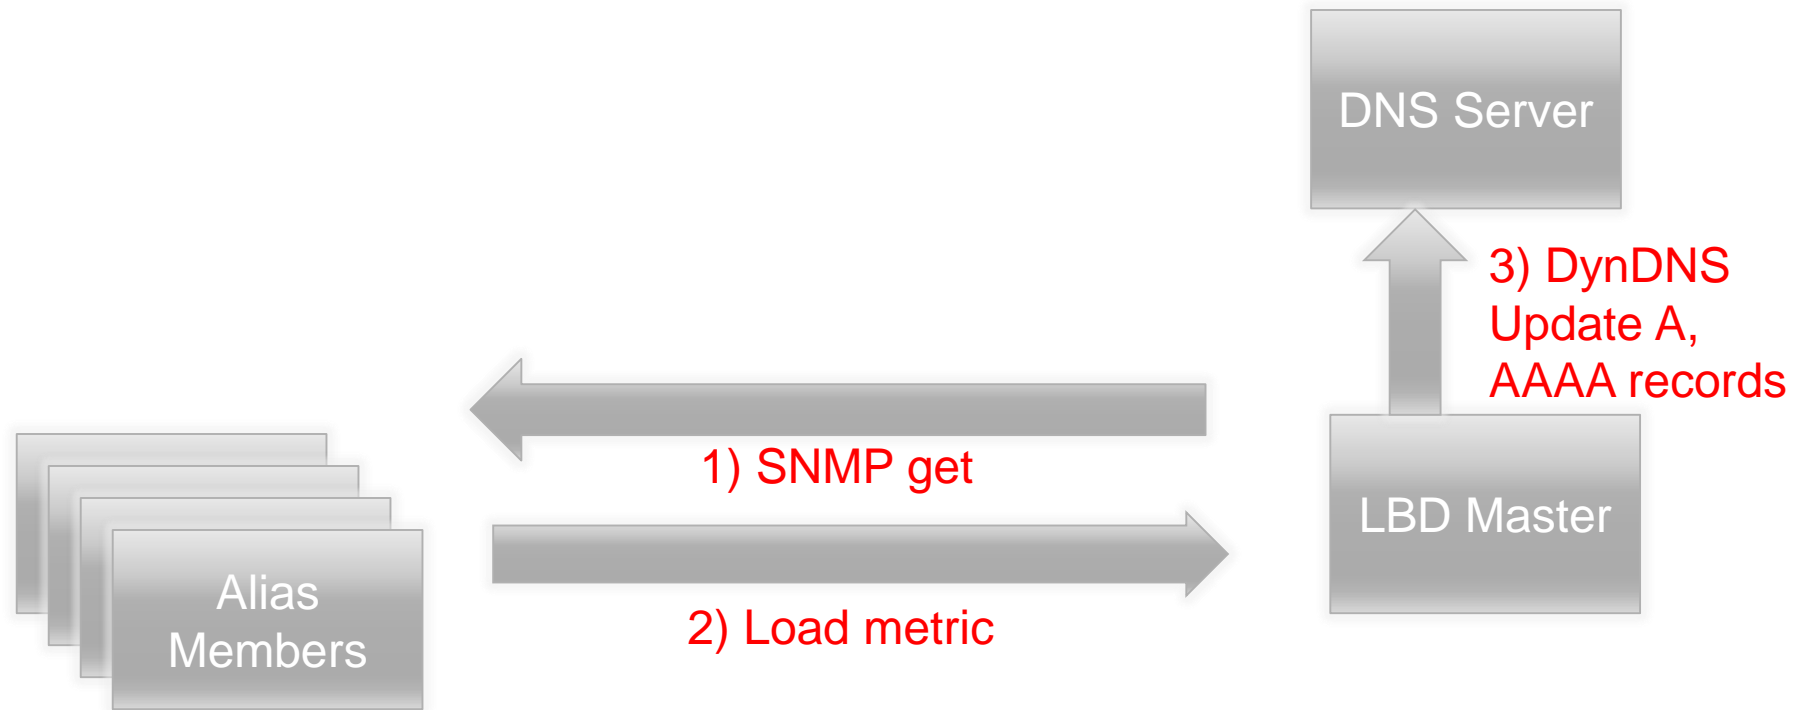 DNS Server
3) DynDNS
Update A,
AAAA records
1) SNMP get
LBD Master
2) Load metric
Alias
Members